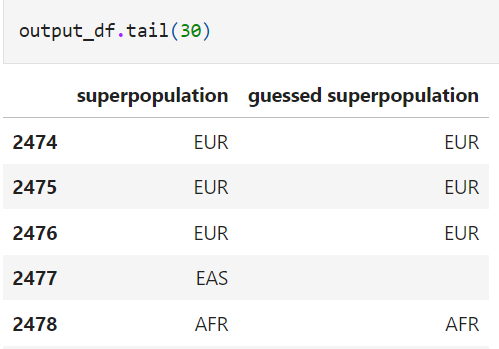 output_df.tail(30)
superpopulation guessed superpopulation
2474 EUR EUR
2475 EUR EUR
2476 EUR EUR
2477 EAS
2478 AFR AFR